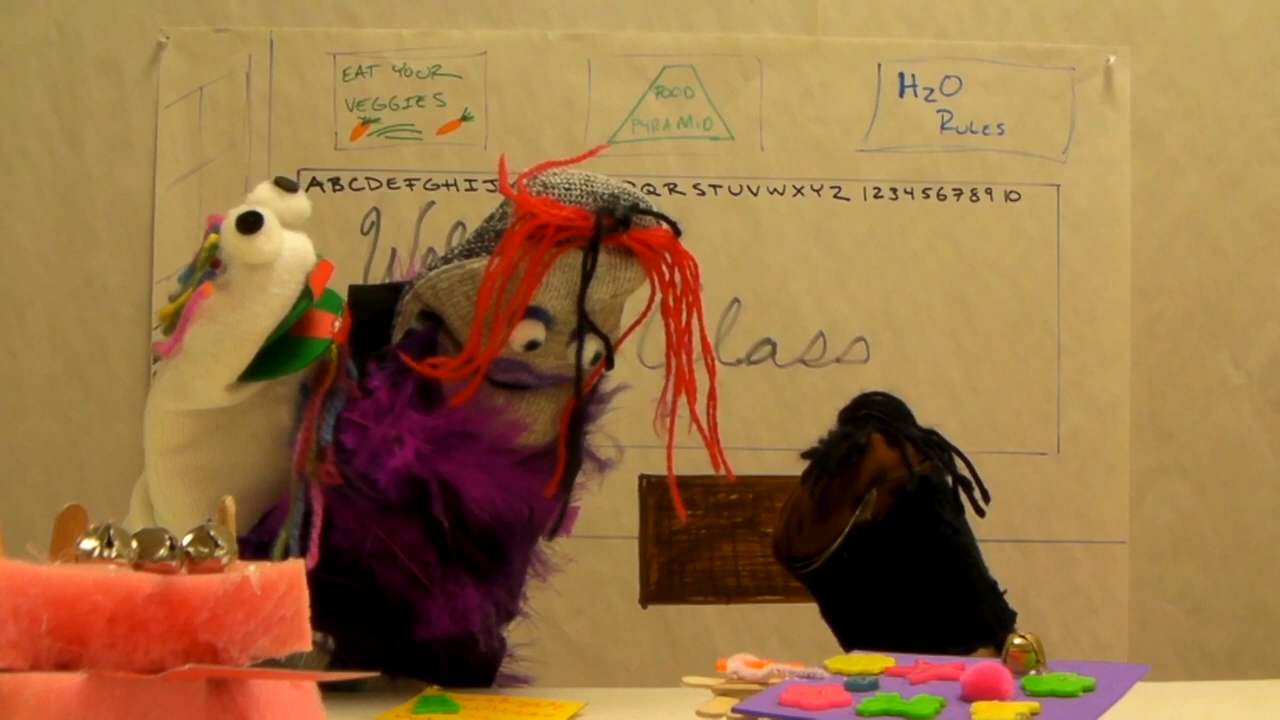 EAT YOUR
VEGGIES
FOOD
PYRAMID
H2O
RULES
ABCDEFGHIJ QRSTUVWXYZ 12345678910
Class